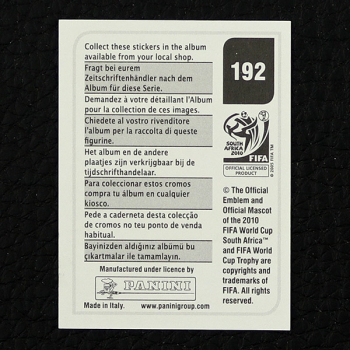 Collect these stickers in the album
available from your local shop.
Fragt bei eurem
Zeitschriftenhändler nach dem
Album für diese Serie.
Demandez à votre détaillant l'Album
pour la collection de ces images.
Chiedete al vostro rivenditore
l'album per la raccolta di queste
figurine.
Het album en de andere
plaatjes zijn verkrijgbaar bij de
tijdschrifthandelaar.
Para coleccionar estos cromos
compra tu álbum en cualquier
kiosco.
Pede a caderneta desta colecção
de cromos no teu ponto de venda
habitual.
Bayinizden aldığınız albümü bu
çıkartmalar ile tamamlayın.
Manufactured under licence by
PANINI
Made in Italy. www.paninigroup.com
192
SOUTH AFRICA
2010
FIFA
OFFICIAL LICENSED
PRODUCT
© The Official
Emblem and
Official Mascot
of the 2010
FIFA World Cup
South Africa™
and FIFA World
Cup Trophy are
copyrights and
trademarks of
FIFA. All rights
reserved.